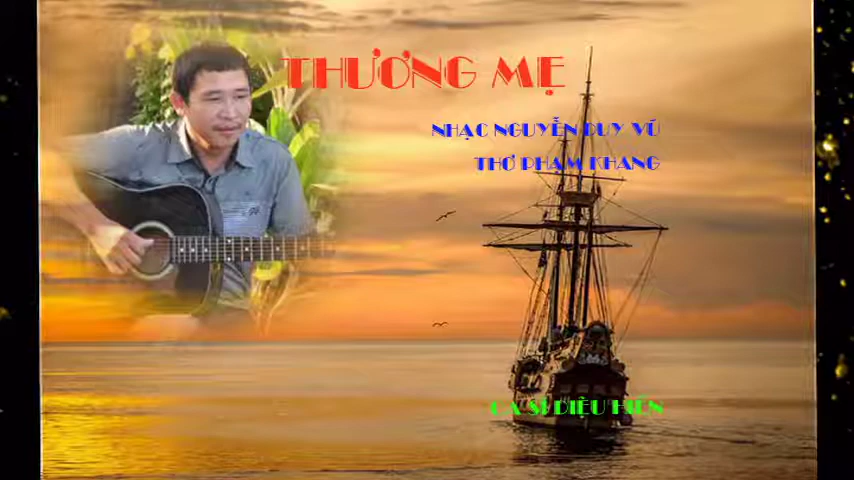 THƯƠNG MẸ
NHẠC NGUYỄN DUY VŨ
THƠ PHẠM KHANG
CA SĨ DIỆU HIỀN